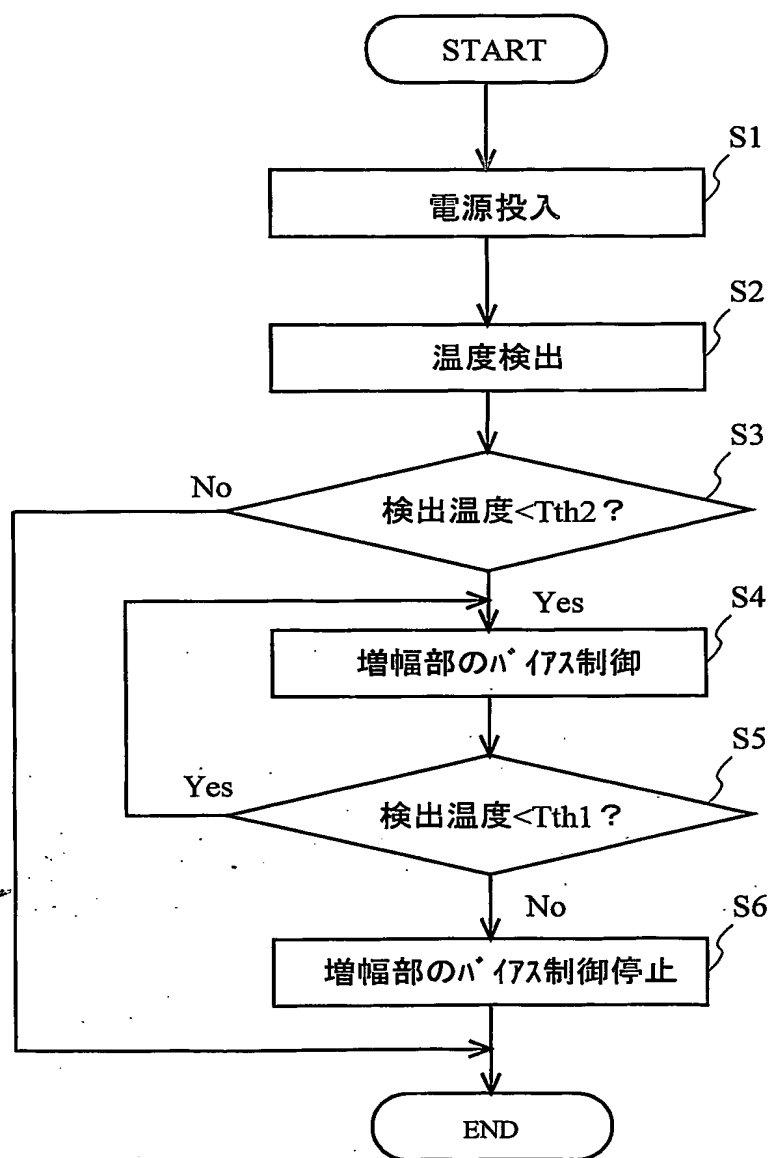 START
S1
電源投入
S2
温度検出
S3
No
検出温度<Tth2？
Yes
S4
増幅部のﾊﾞｲｱｽ制御
S5
Yes
検出温度<Tth1？
No
S6
増幅部のﾊﾞｲｱｽ制御停止
END